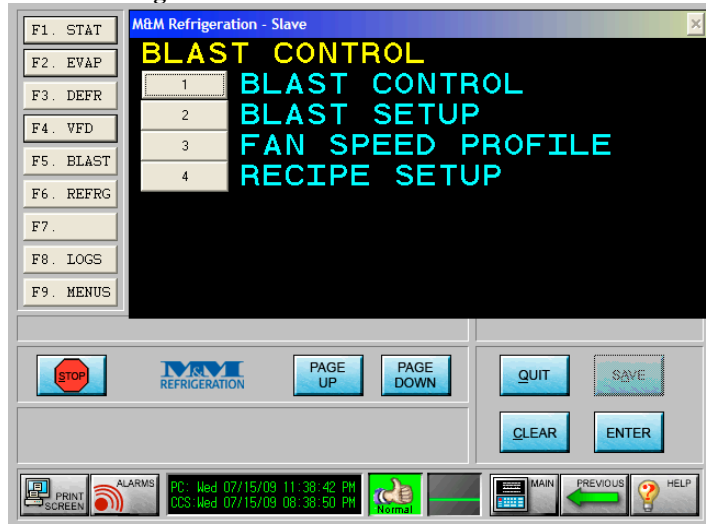 M&M Refrigeration - Slave
BLAST CONTROL
1 BLAST CONTROL
2 BLAST SETUP
3 FAN SPEED PROFILE
4 RECIPE SETUP
F1. STAT
F2. EVAP
F3. DEFR
F4. VFD
F5. BLAST
F6. REFRG
F7.
F8. LOGS
F9. MENUS
STOP
M&M
REFRIGERATION
PAGE
UP
PAGE
DOWN
QUIT
SAVE
CLEAR
ENTER
PRINT
SCREEN
ALARMS
PC: Wed 07/15/09 11:38:42 PM
CCS:Wed 07/15/09 08:38:50 PM
Normal
MAIN
PREVIOUS
HELP